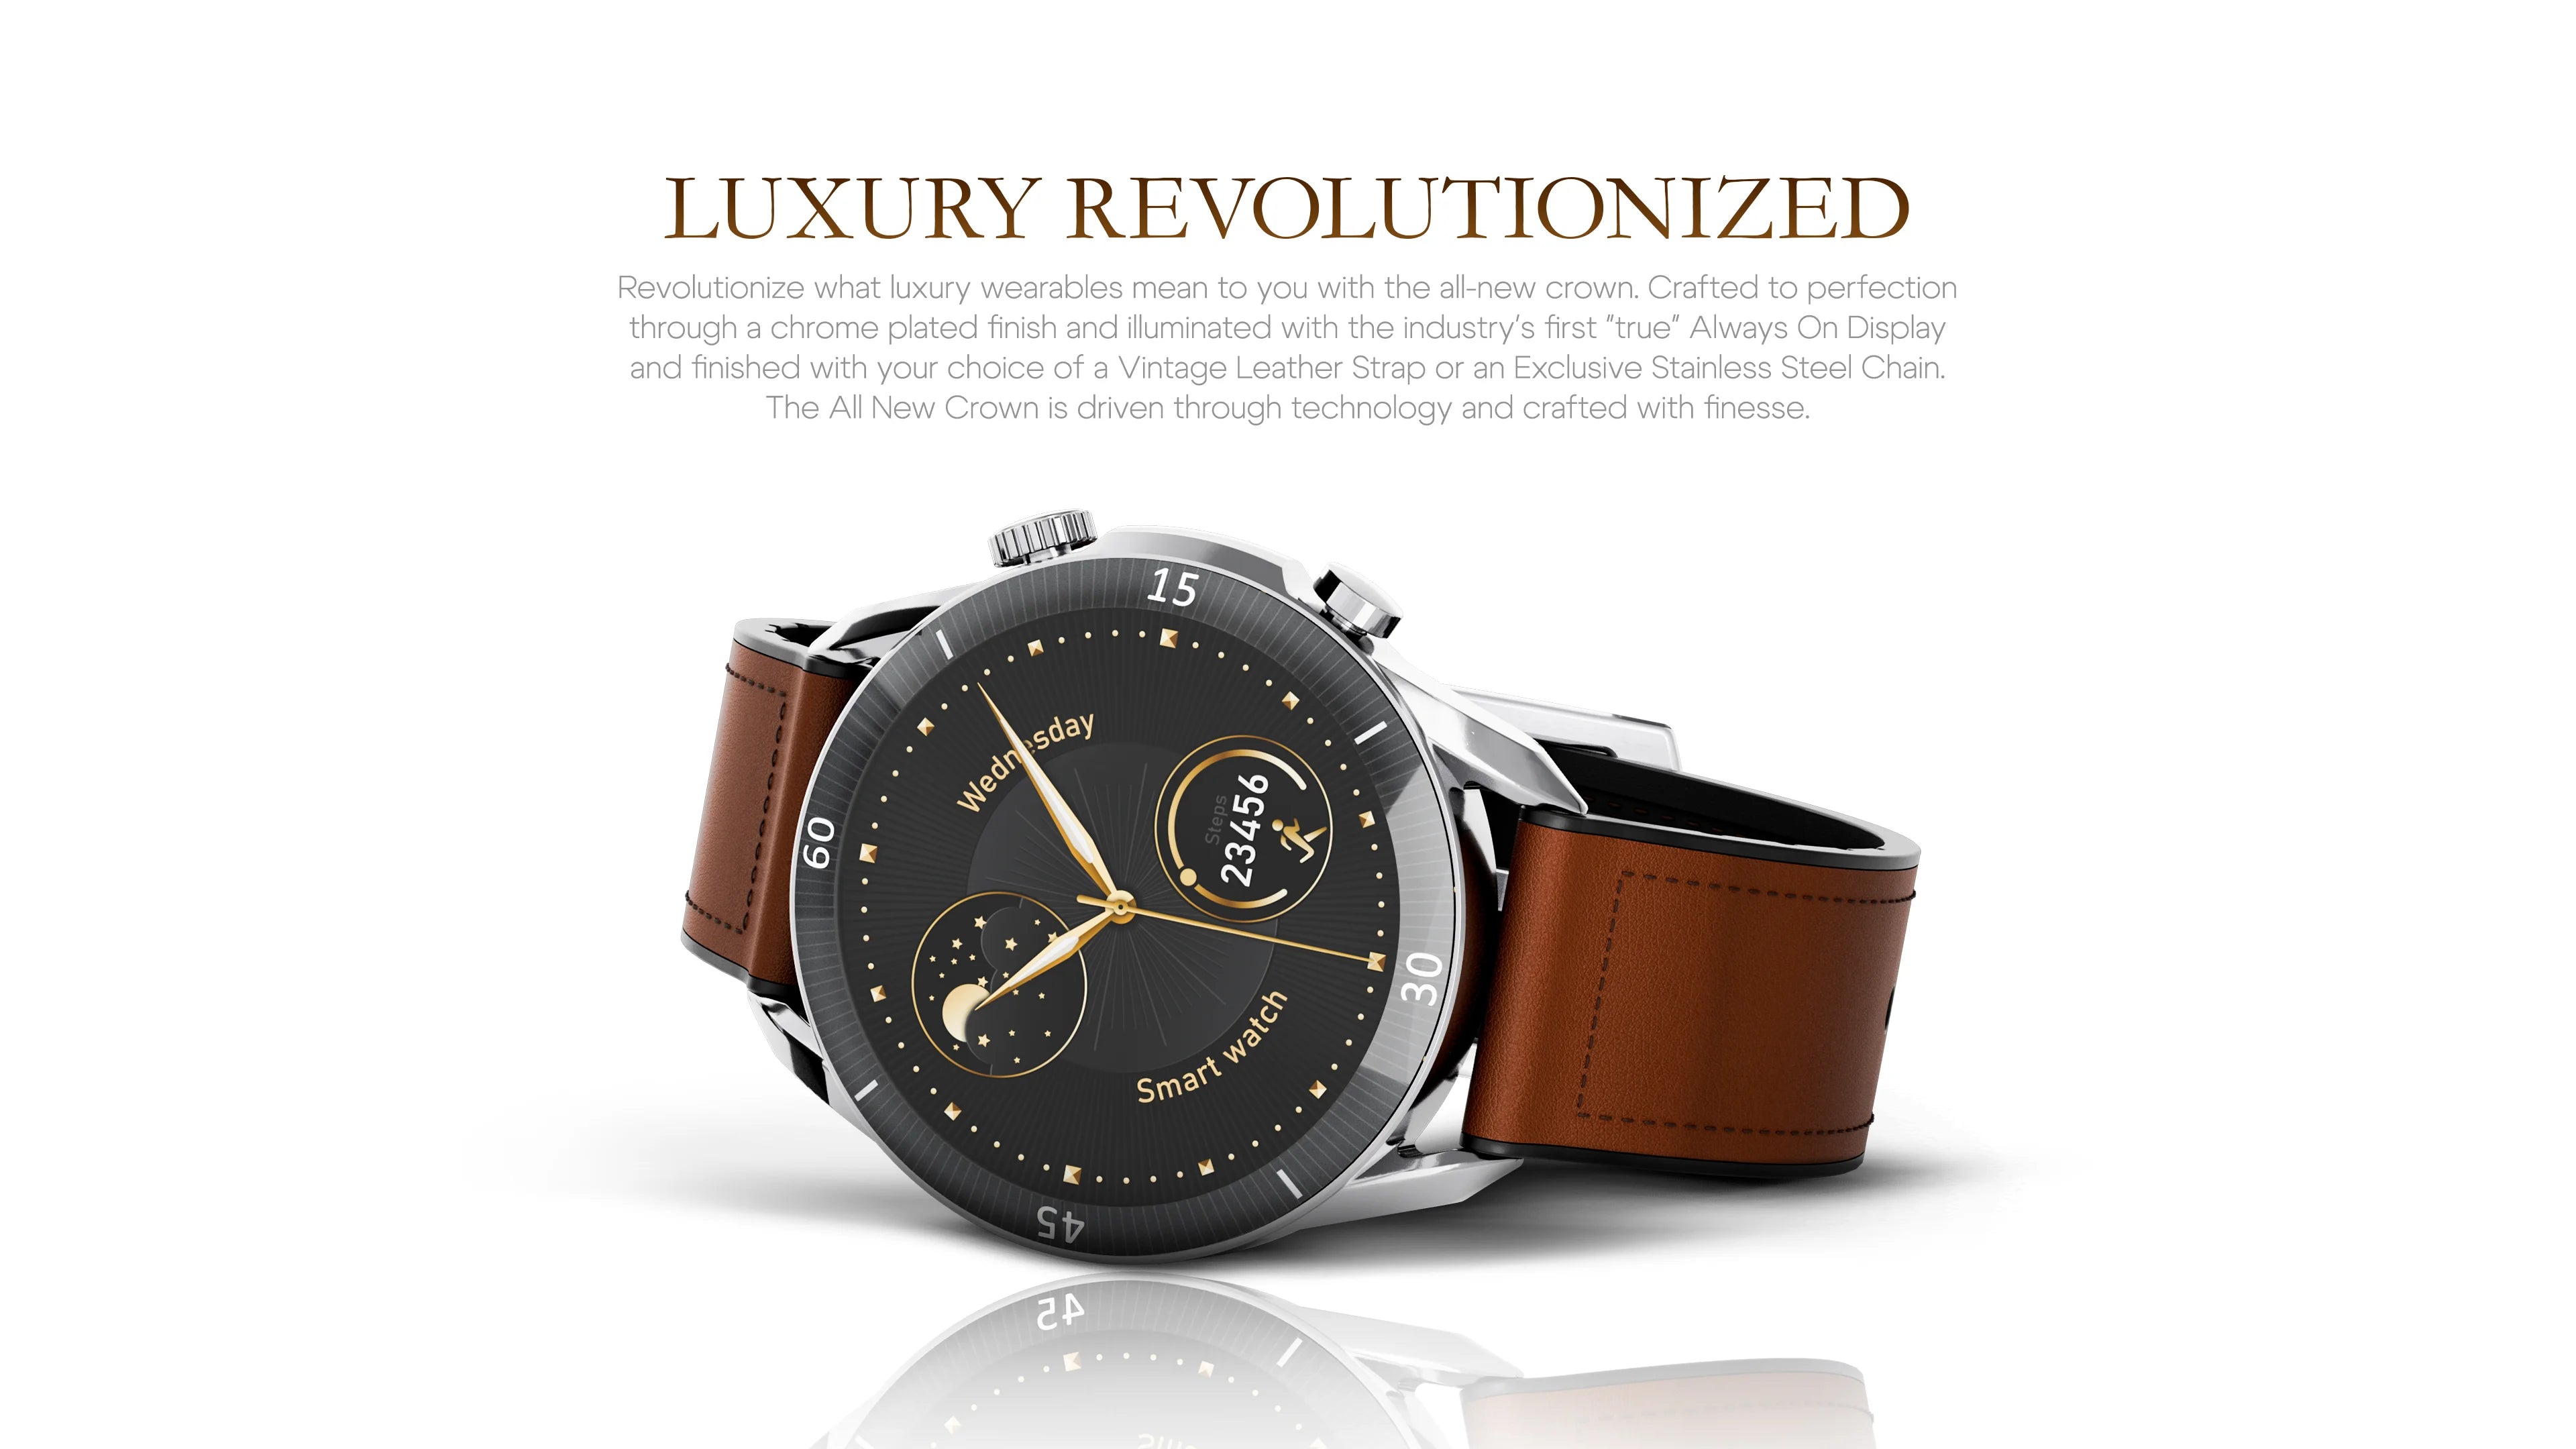 LUXURY REVOLUTIONIZED
Revolutionize what luxury wearables mean to you with the all-new crown. Crafted to perfection
through a chrome plated finish and illuminated with the industry's first "true" Always On Display
and finished with your choice of a Vintage Leather Strap or an Exclusive Stainless Steel Chain.
The All New Crown is driven through technology and crafted with finesse.
15
Wednesday
Steps
23456
60
30
Smart watch
45
45